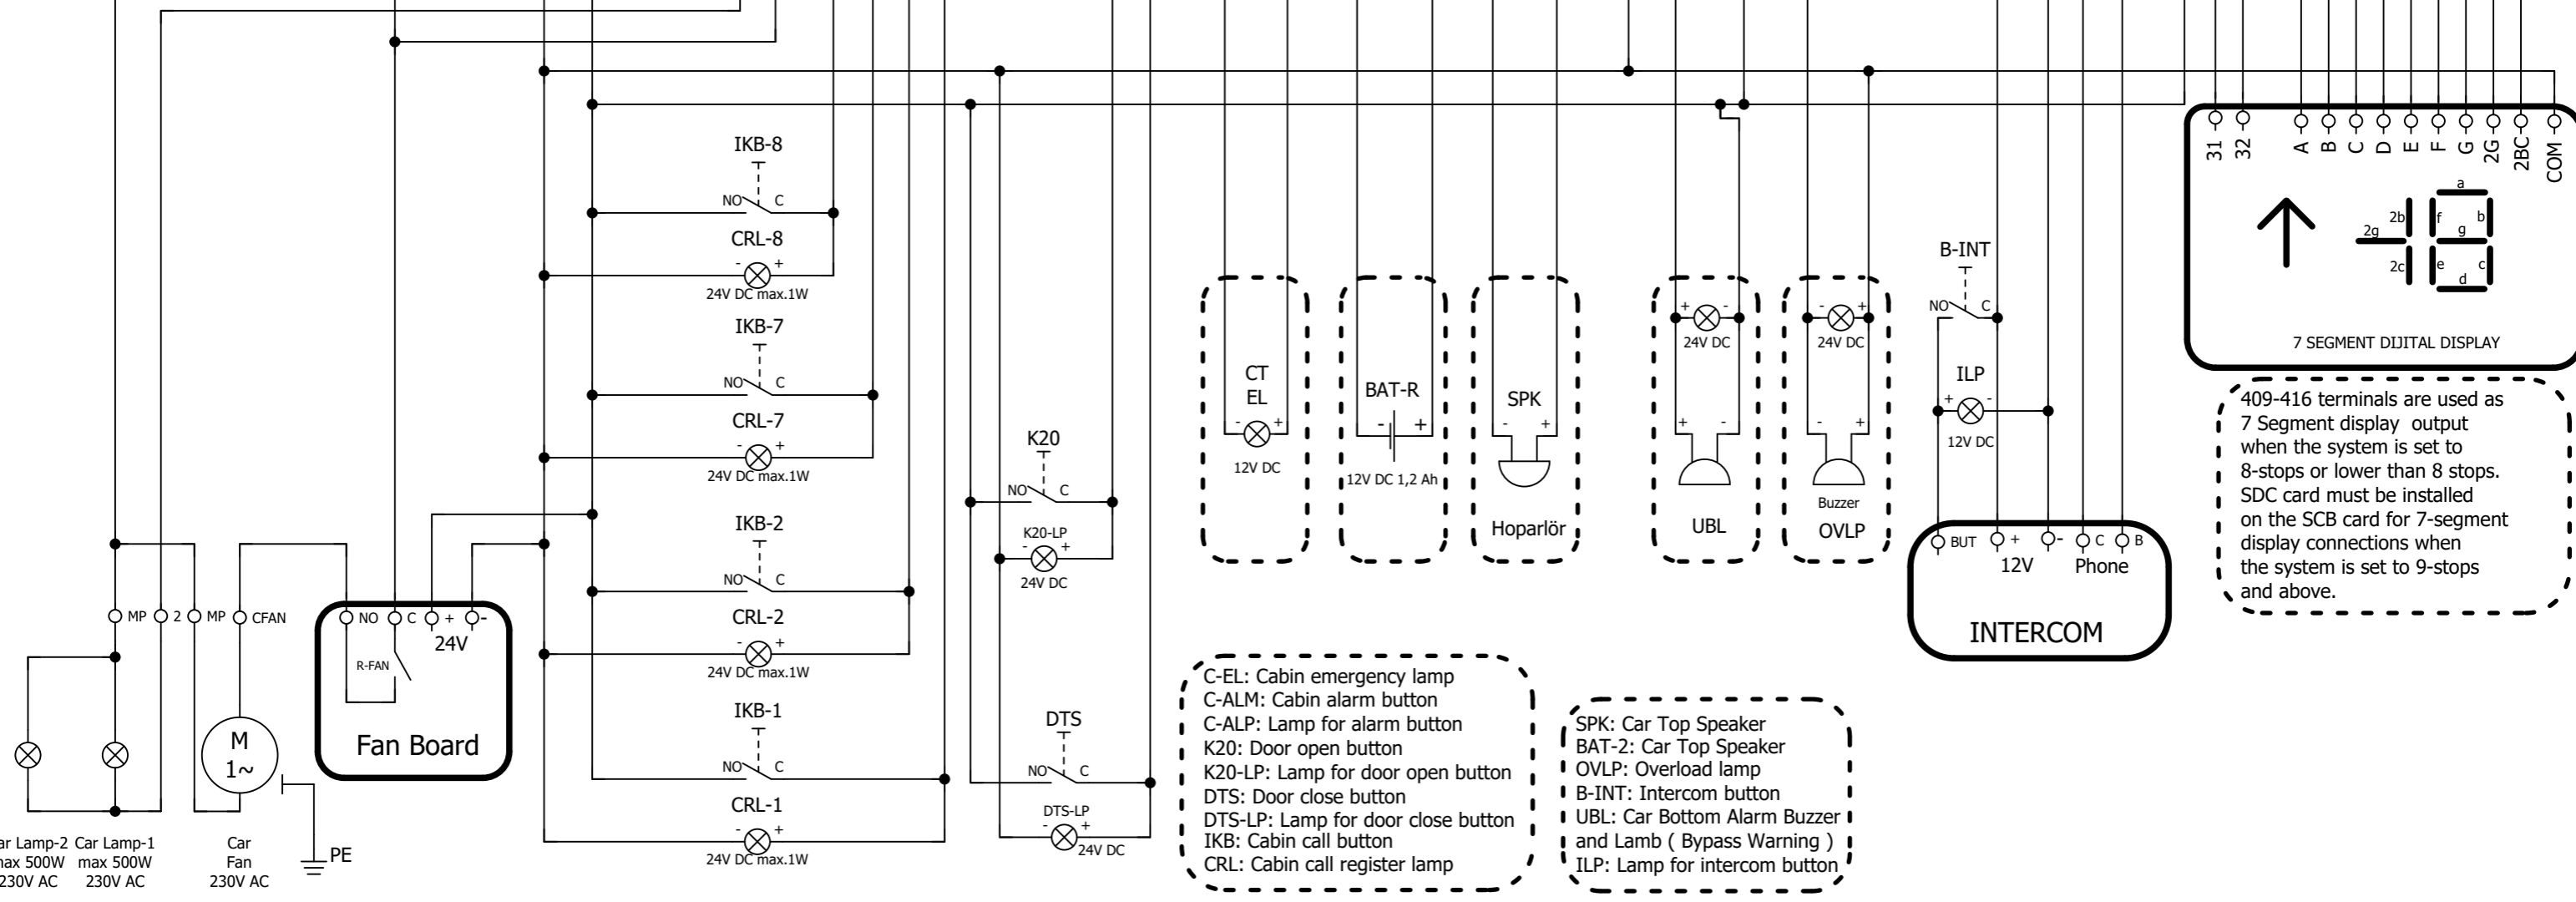 IKB-8
NO C
CRL-8
- +
24V DC max.1W
IKB-7
NO C
CRL-7
- +
24V DC max.1W
IKB-2
NO C
CRL-2
- +
24V DC max.1W
IKB-1
NO C
CRL-1
- +
24V DC max.1W
MP 2 MP CFAN
NO C + -
24V
R-FAN
Fan Board
M
1~
PE
ar Lamp-2
max 500W
230V AC
Car Lamp-1
max 500W
230V AC
Car
Fan
230V AC
K20
NO C
K20-LP
- +
24V DC
DTS
NO C
DTS-LP
- +
24V DC
CT
EL
- +
12V DC
BAT-R
- +
12V DC 1,2 Ah
SPK
- +
Hoparlör
+ -
24V DC
+ -
UBL
- +
24V DC
- +
Buzzer
OVLP
B-INT
NO C
ILP
+ -
12V DC
BUT + - C B
12V Phone
INTERCOM
31 32 A B C D E F G 2G 2BC COM
a
2b f b
2g g
2c e c
d
7 SEGMENT DIJITAL DISPLAY
409-416 terminals are used as
7 Segment display output
when the system is set to
8-stops or lower than 8 stops.
SDC card must be installed
on the SCB card for 7-segment
display connections when
the system is set to 9-stops
and above.
C-EL: Cabin emergency lamp
C-ALM: Cabin alarm button
C-ALP: Lamp for alarm button
K20: Door open button
K20-LP: Lamp for door open button
DTS: Door close button
DTS-LP: Lamp for door close button
IKB: Cabin call button
CRL: Cabin call register lamp
SPK: Car Top Speaker
BAT-2: Car Top Speaker
OVLP: Overload lamp
B-INT: Intercom button
UBL: Car Bottom Alarm Buzzer
and Lamb ( Bypass Warning )
ILP: Lamp for intercom button